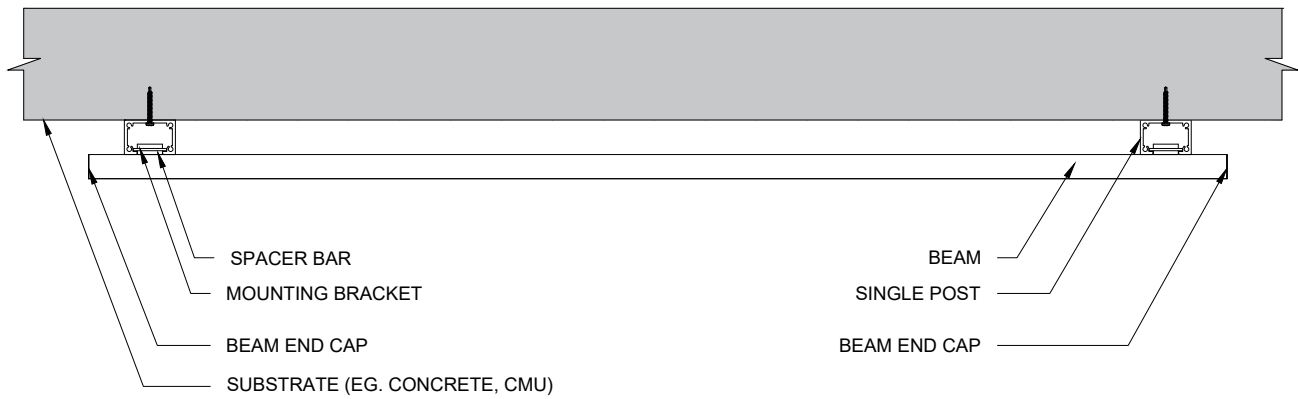 SPACER BAR
MOUNTING BRACKET
BEAM END CAP
SUBSTRATE (EG. CONCRETE, CMU)
BEAM
SINGLE POST
BEAM END CAP